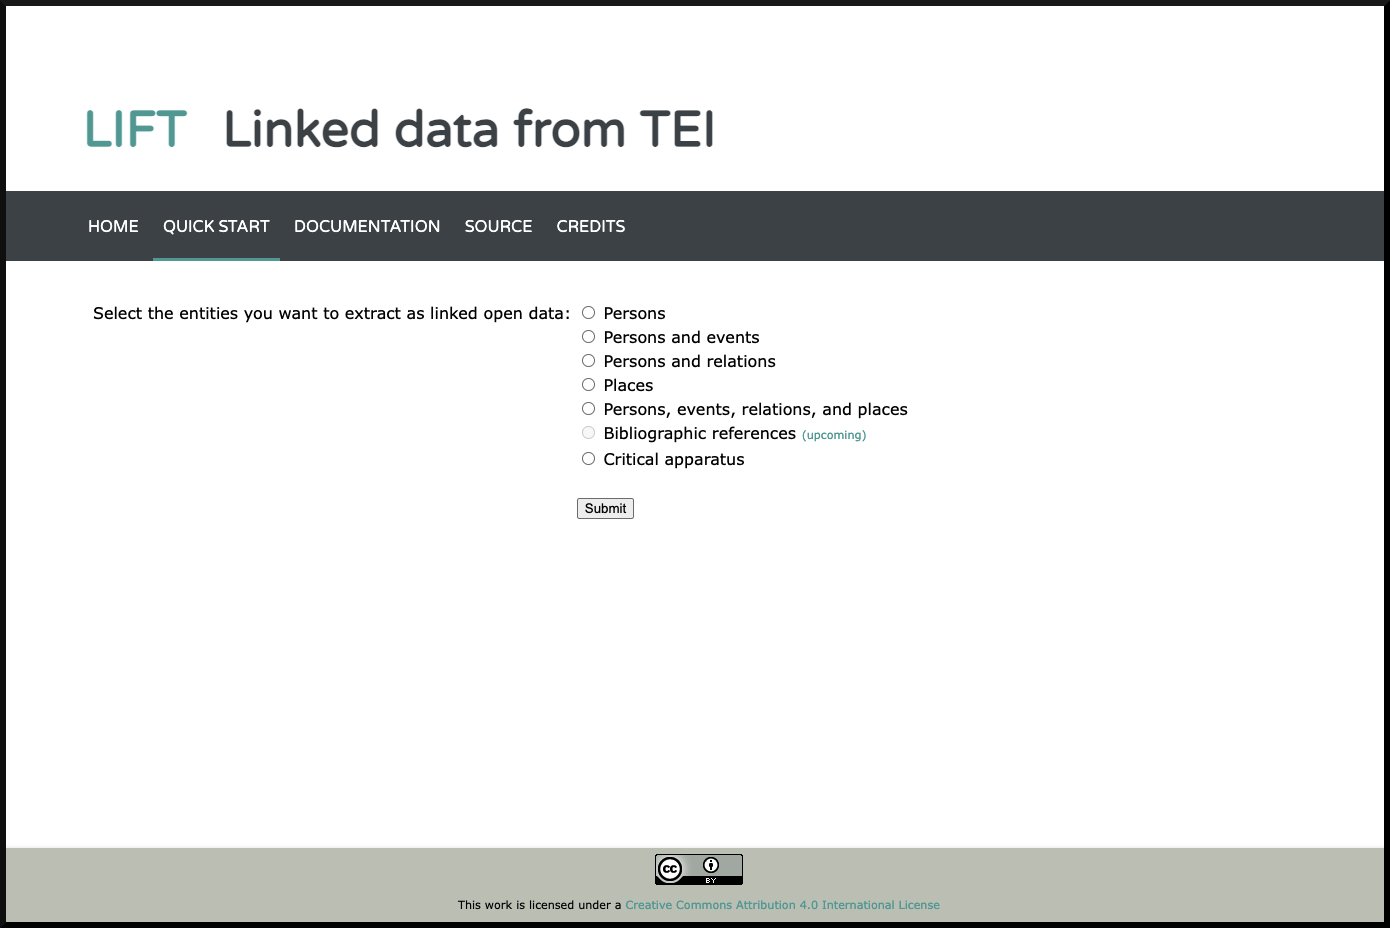 LIFT Linked data from TEI
HOME QUICK START DOCUMENTATION SOURCE CREDITS
Select the entities you want to extract as linked open data: Persons
Persons and events
Persons and relations
Places
Persons, events, relations, and places
Bibliographic references (upcoming)
Critical apparatus
Submit
cc
BY
This work is licensed under a Creative Commons Attribution 4.0 International License